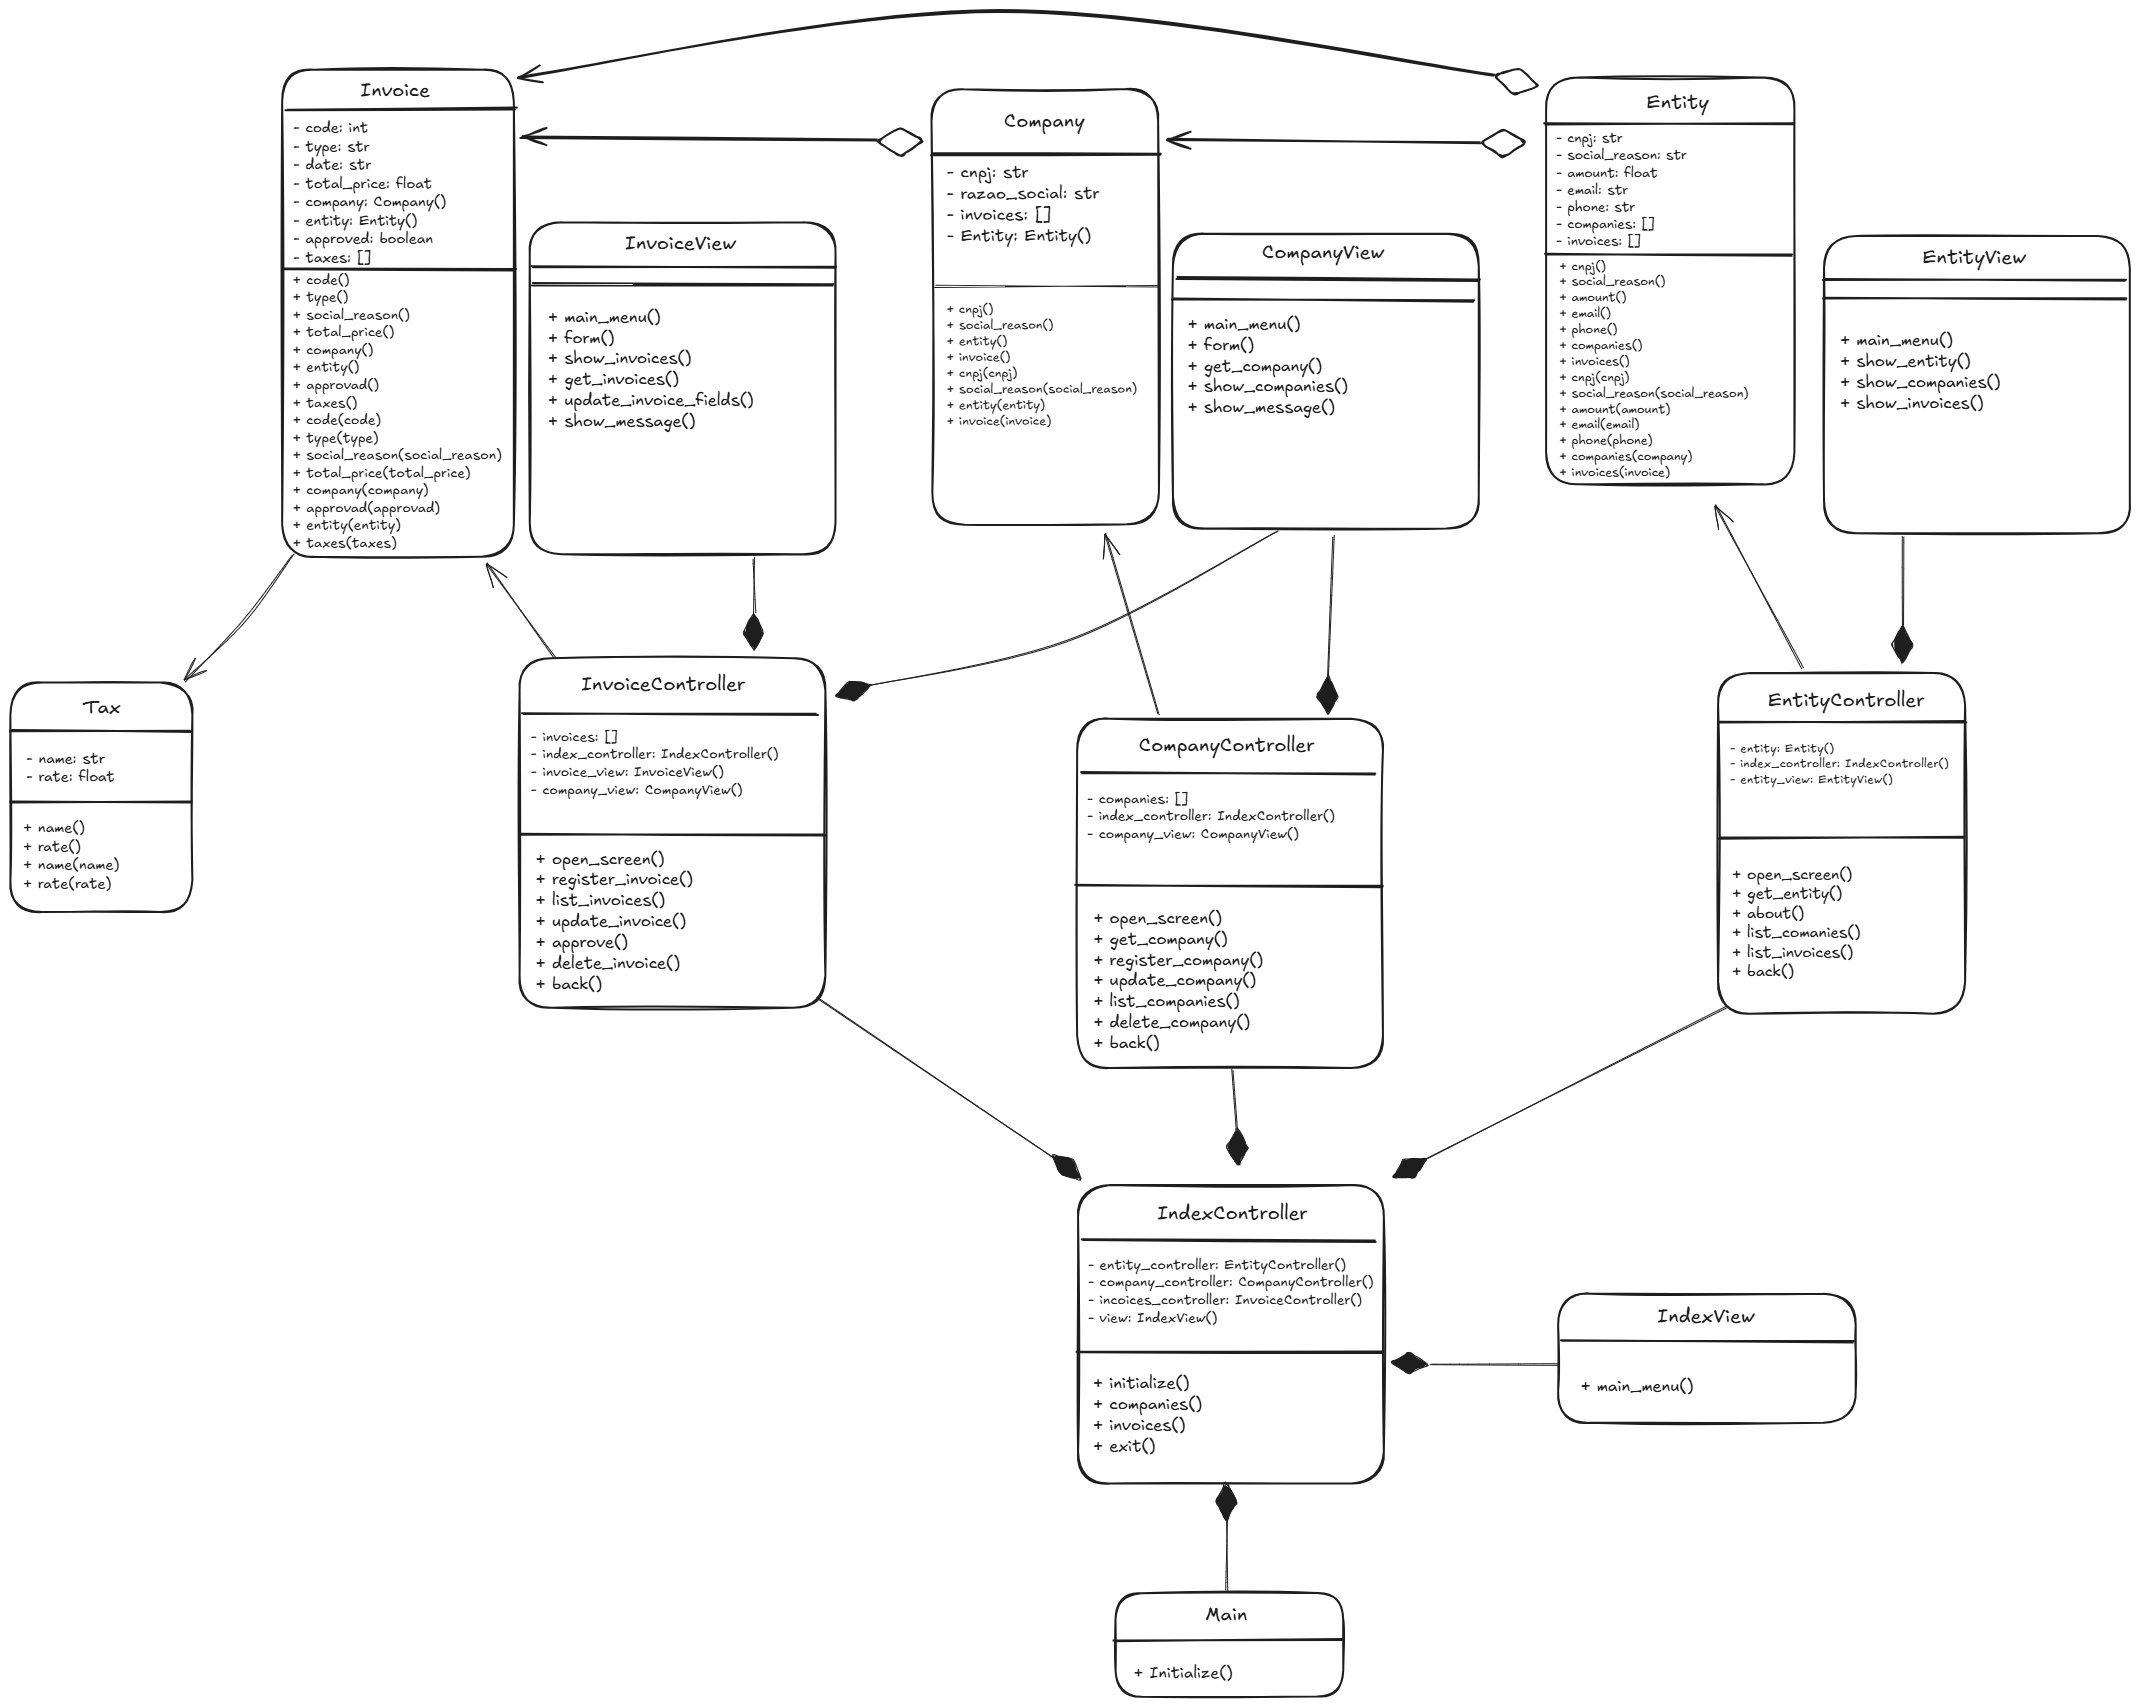 Invoice
- code: int
- type: str
- date: str
- total_price: float
- company: Company()
- entity: Entity()
- approved: boolean
- taxes: []
+ code()
+ type()
+ social_reason()
+ total_price()
+ company()
+ entity()
+ approvad()
+ taxes()
+ code(code)
+ type(type)
+ social_reason(social_reason)
+ total_price(total_price)
+ company(company)
+ approvad(approvad)
+ entity(entity)
+ taxes(taxes)
InvoiceView
+ main_menu()
+ form()
+ show_invoices()
+ get_invoices()
+ update_invoice_fields()
+ show_message()
Company
- cnpj: str
- razao_social: str
- invoices: []
- Entity: Entity()
+ cnpj()
+ social_reason()
+ entity()
+ invoice()
+ cnpj(cnpj)
+ social_reason(social_reason)
+ entity(entity)
+ invoice(invoice)
CompanyView
+ main_menu()
+ form()
+ get_company()
+ show_companies()
+ show_message()
Entity
- cnpj: str
- social_reason: str
- amount: float
- email: str
- phone: str
- companies: []
- invoices: []
+ cnpj()
+ social_reason()
+ amount()
+ email()
+ phone()
+ companies()
+ invoices()
+ cnpj(cnpj)
+ social_reason(social_reason)
+ amount(amount)
+ email(email)
+ phone(phone)
+ companies(company)
+ invoices(invoice)
EntityView
+ main_menu()
+ show_entity()
+ show_companies()
+ show_invoices()
Tax
- name: str
- rate: float
+ name()
+ rate()
+ name(name)
+ rate(rate)
InvoiceController
- invoices: []
- index_controller: IndexController()
- invoice_view: InvoiceView()
- company_view: CompanyView()
+ open_screen()
+ register_invoice()
+ list_invoices()
+ update_invoice()
+ approve()
+ delete_invoice()
+ back()
CompanyController
- companies: []
- index_controller: IndexController()
- company_view: CompanyView()
+ open_screen()
+ get_company()
+ register_company()
+ update_company()
+ list_companies()
+ delete_company()
+ back()
EntityController
- entity: Entity()
- index_controller: IndexController()
- entity_view: EntityView()
+ open_screen()
+ get_entity()
+ about()
+ list_comanies()
+ list_invoices()
+ back()
IndexController
- entity_controller: EntityController()
- company_controller: CompanyController()
- incoices_controller: InvoiceController()
- view: IndexView()
+ initialize()
+ companies()
+ invoices()
+ exit()
IndexView
+ main_menu()
Main
+ Initialize()